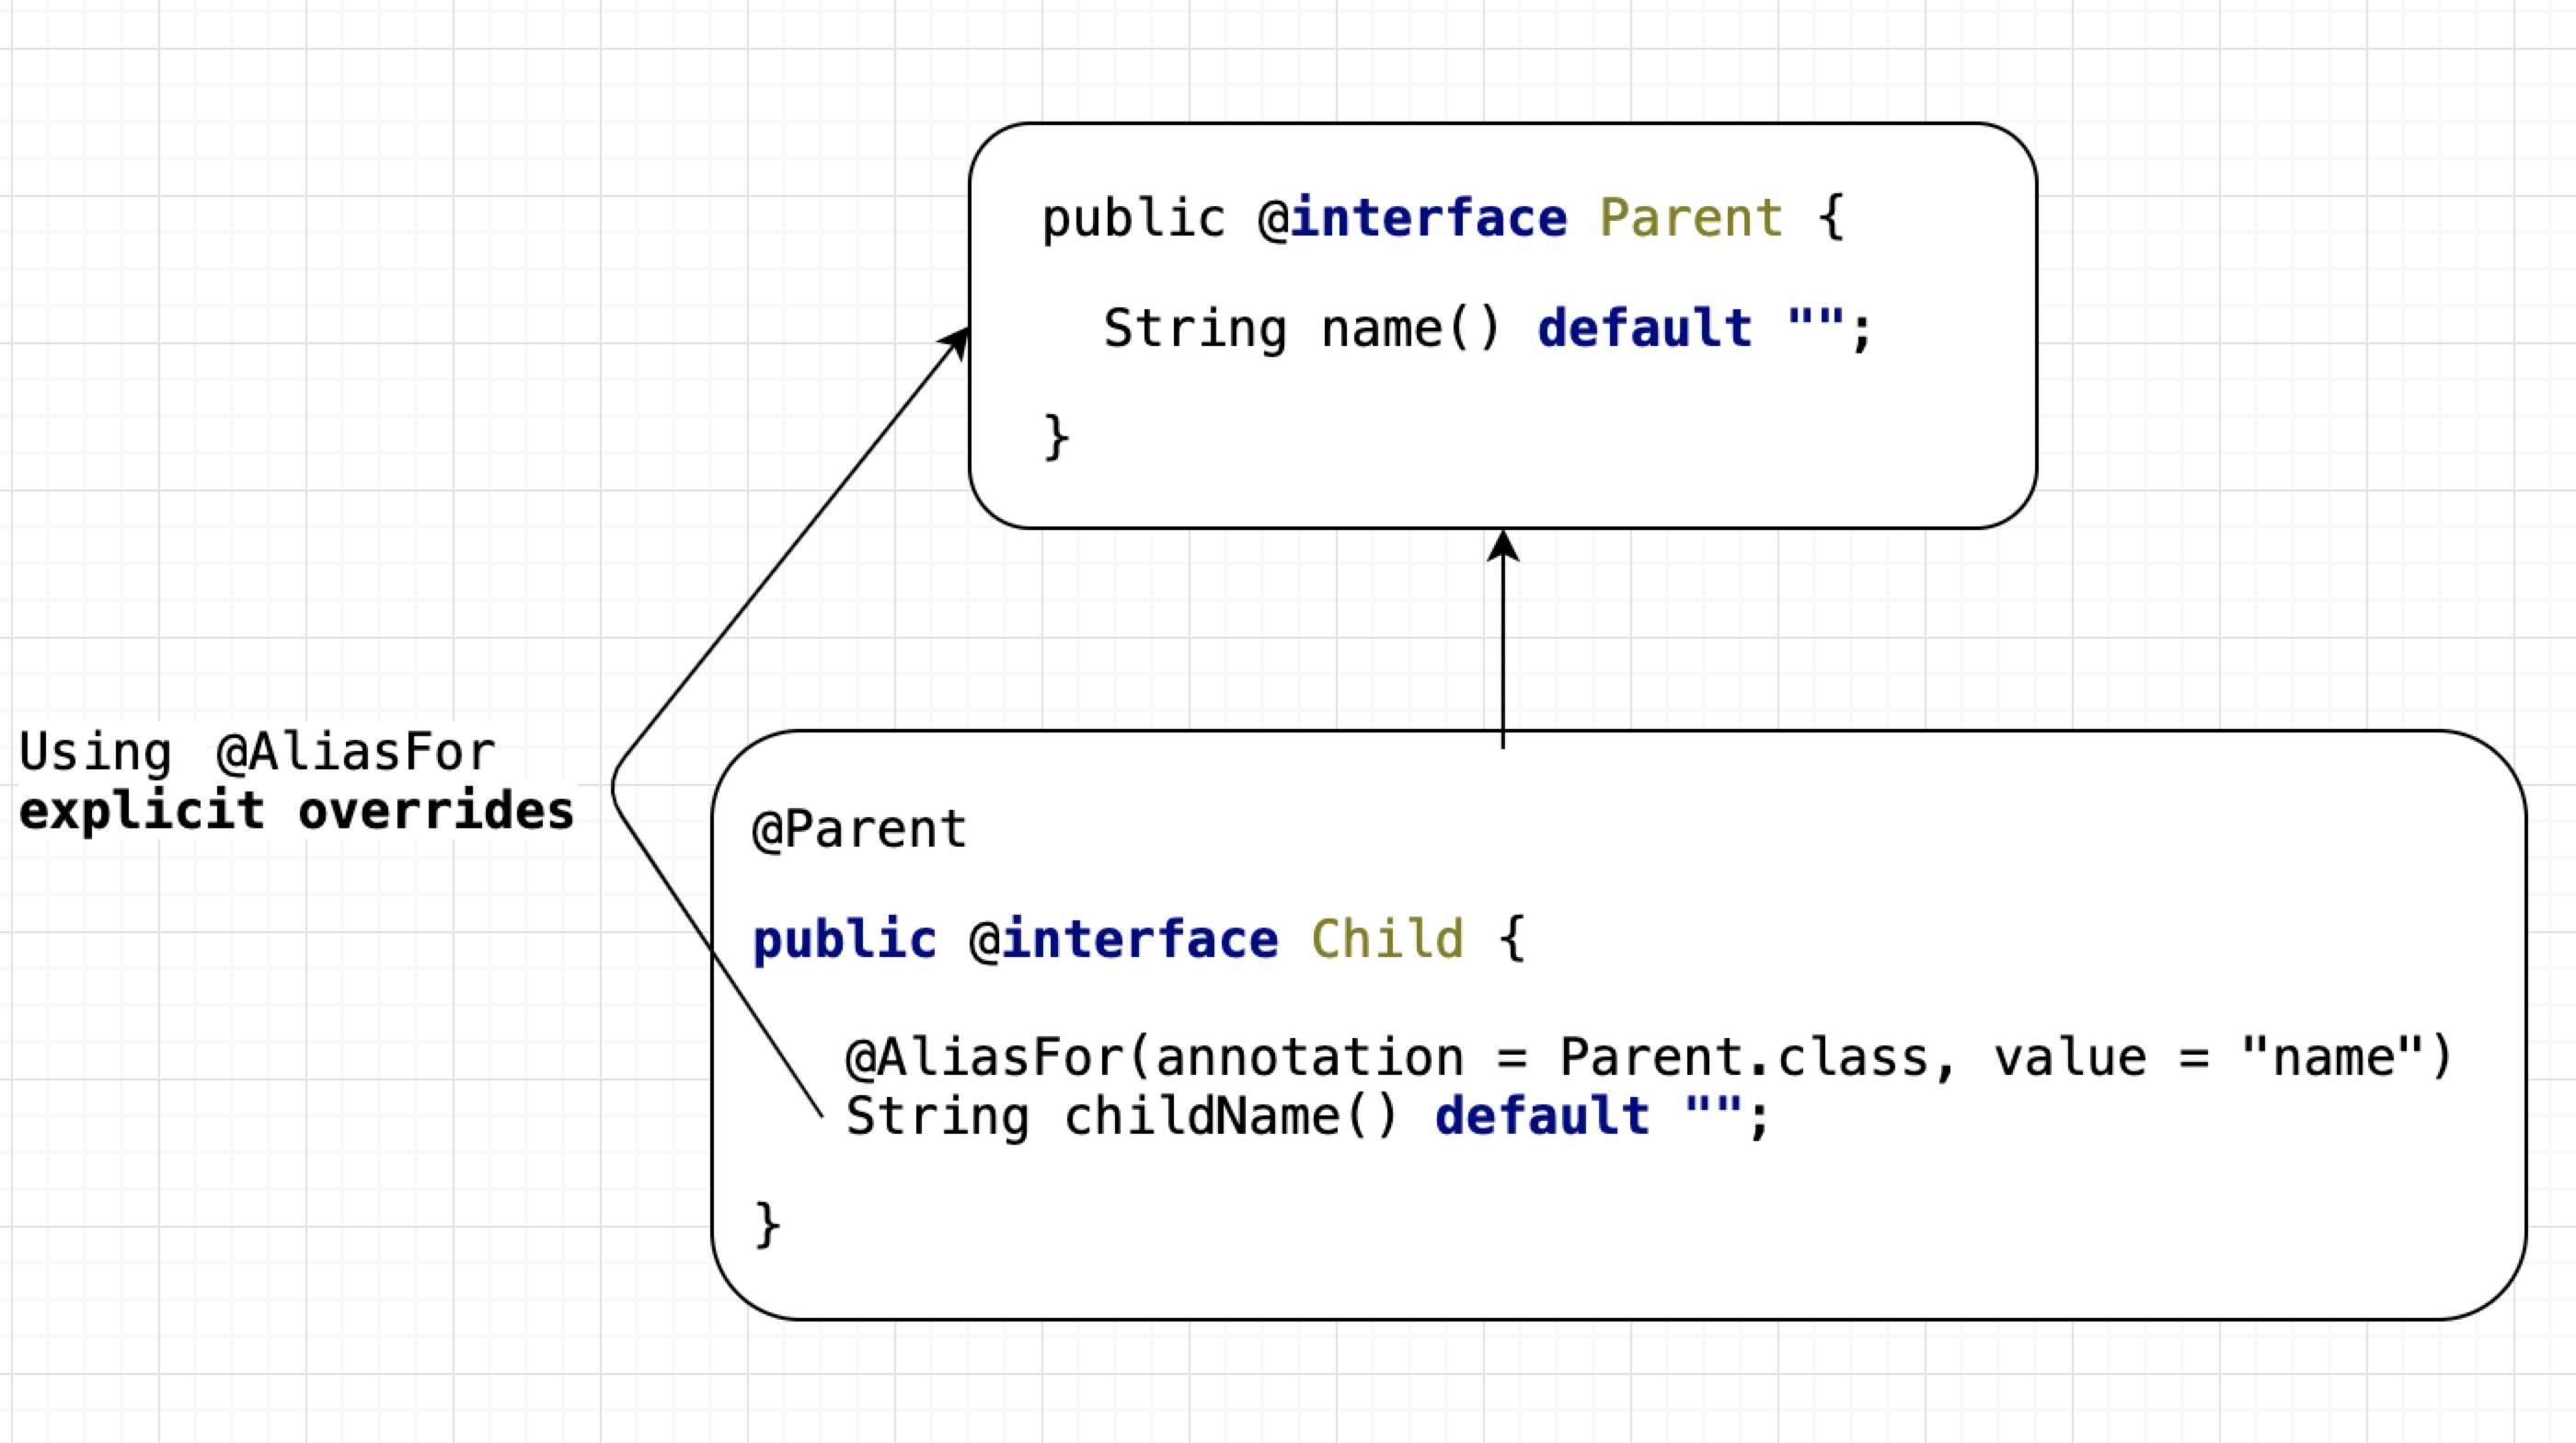 public @interface Parent {
String name() default "";
}
Using @AliasFor
explicit overrides
@Parent
public @interface Child {
@AliasFor(annotation = Parent.class, value = "name")
String childName() default "";
}